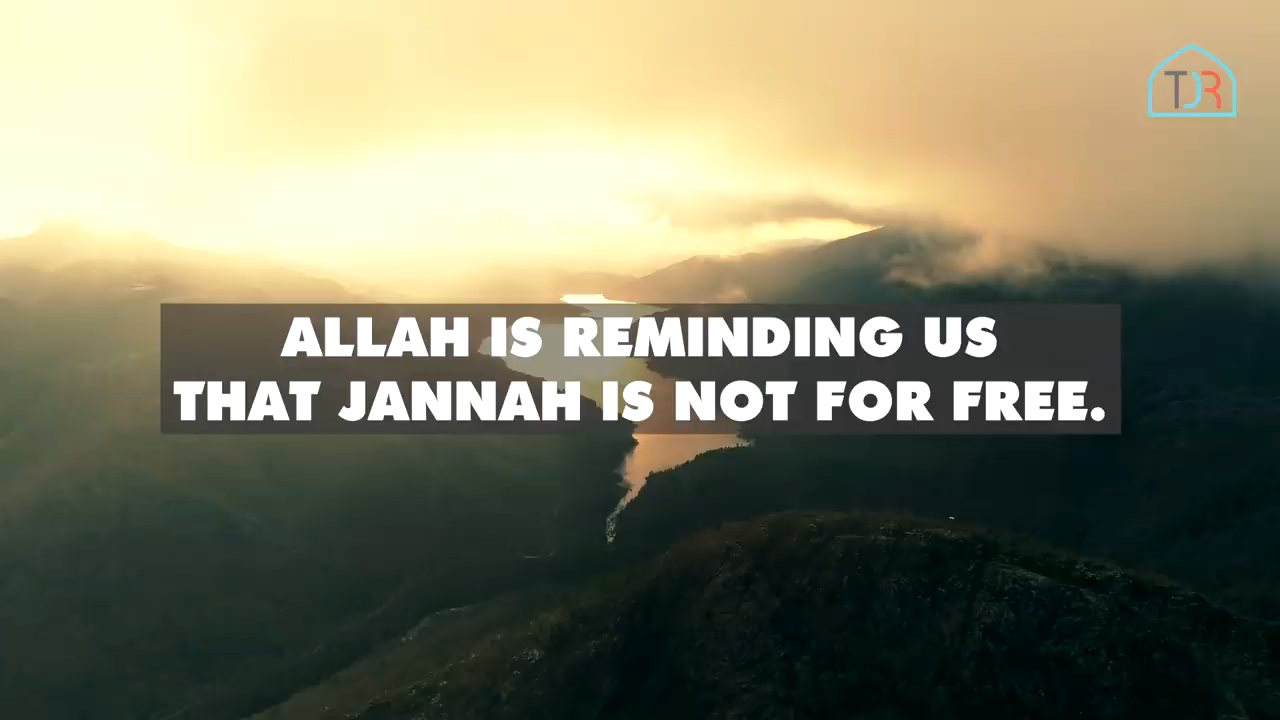 TJR
ALLAH IS REMINDING US
THAT JANNAH IS NOT FOR FREE.